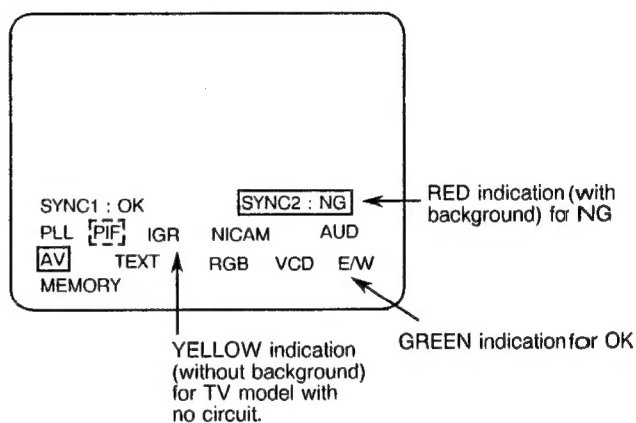 SYNC1 : OK SYNC2 : NG
PLL PIF IGR NICAM AUD
AV TEXT RGB VCD E/W
MEMORY
RED indication (with
background) for NG
GREEN indication for OK
YELLOW indication
(without background)
for TV model with
no circuit.